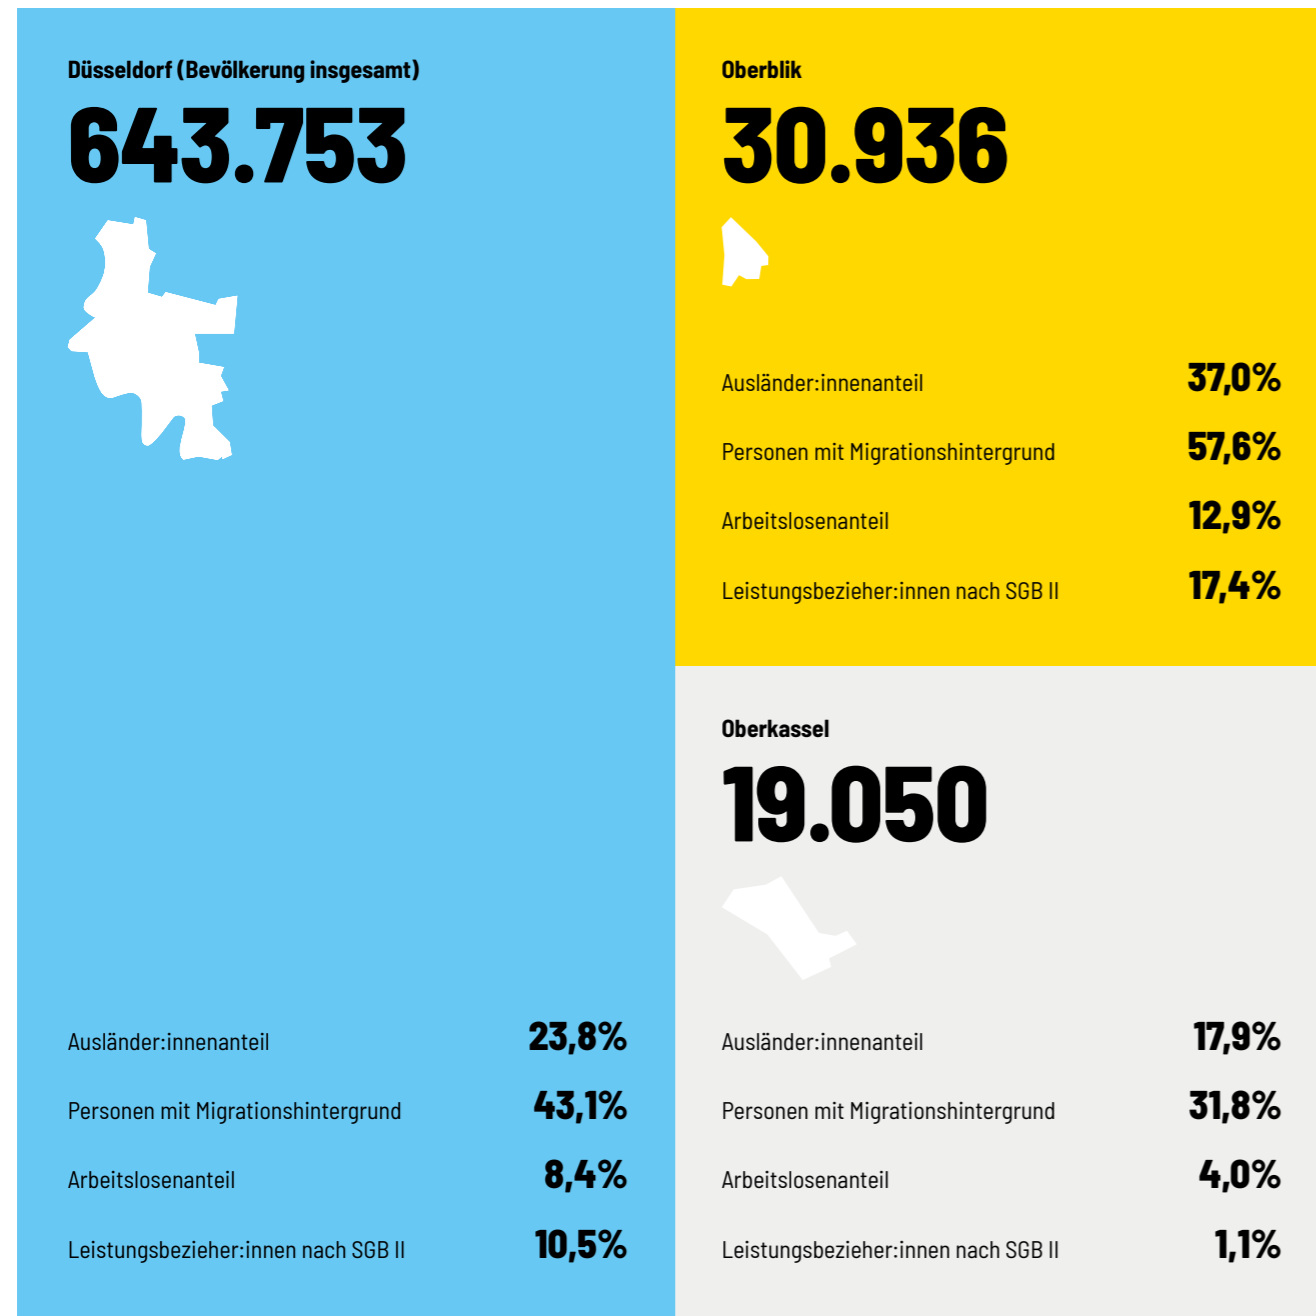 Düsseldorf (Bevölkerung insgesamt)
643.753
Ausländer:innenanteil 23,8%
Personen mit Migrationshintergrund 43,1%
Arbeitslosenanteil 8,4%
Leistungsbezieher:innen nach SGB II 10,5%
Oberblik
30.936
Ausländer:innenanteil 37,0%
Personen mit Migrationshintergrund 57,6%
Arbeitslosenanteil 12,9%
Leistungsbezieher:innen nach SGB II 17,4%
Oberkassel
19.050
Ausländer:innenanteil 17,9%
Personen mit Migrationshintergrund 31,8%
Arbeitslosenanteil 4,0%
Leistungsbezieher:innen nach SGB II 1,1%